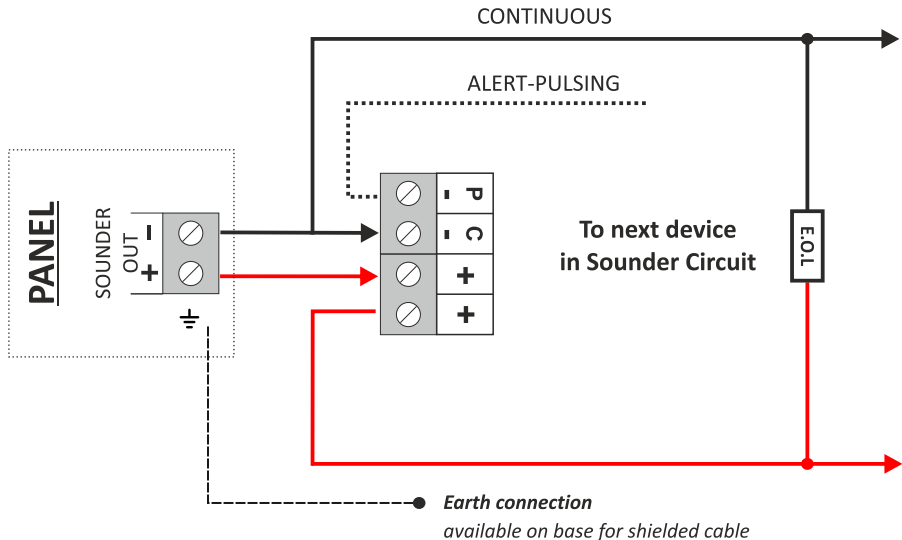 CONTINUOUS
ALERT-PULSING
PANEL
SOUNDER
OUT
-
+
- P
- C
+
+
To next device
in Sounder Circuit
E.O.L
Earth connection
available on base for shielded cable